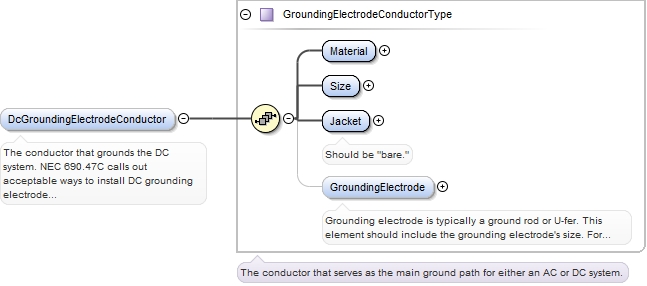 GroundingElectrodeConductorType
Material
Size
Jacket
Should be "bare."
DcGroundingElectrodeConductor
The conductor that grounds the DC
system. NEC 690.47C calls out
acceptable ways to install DC grounding
electrode...
GroundingElectrode
Grounding electrode is typically a ground rod or U-fer. This
element should include the grounding electrode's size. For...
The conductor that serves as the main ground path for either an AC or DC system.